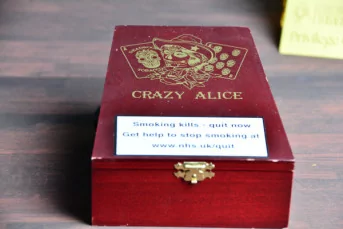 CRAZY ALICE
Smoking kills - quit now
Get help to stop smoking at
www.nhs.uk/quit